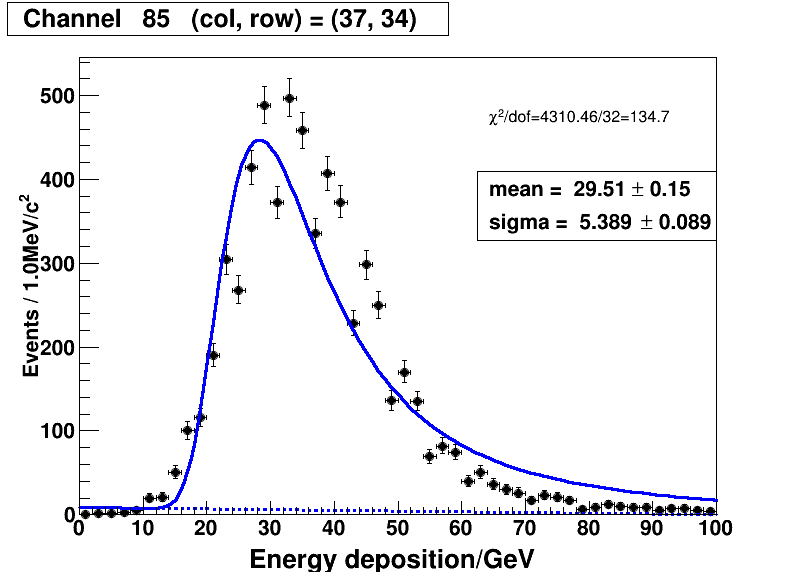 Channel 85 (col, row) = (37, 34)
χ²/dof=4310.46/32=134.7
mean = 29.51 ± 0.15
sigma = 5.389 ± 0.089
Events / 1.0MeV/c²
500
400
300
200
100
0
0 10 20 30 40 50 60 70 80 90 100
Energy deposition/GeV